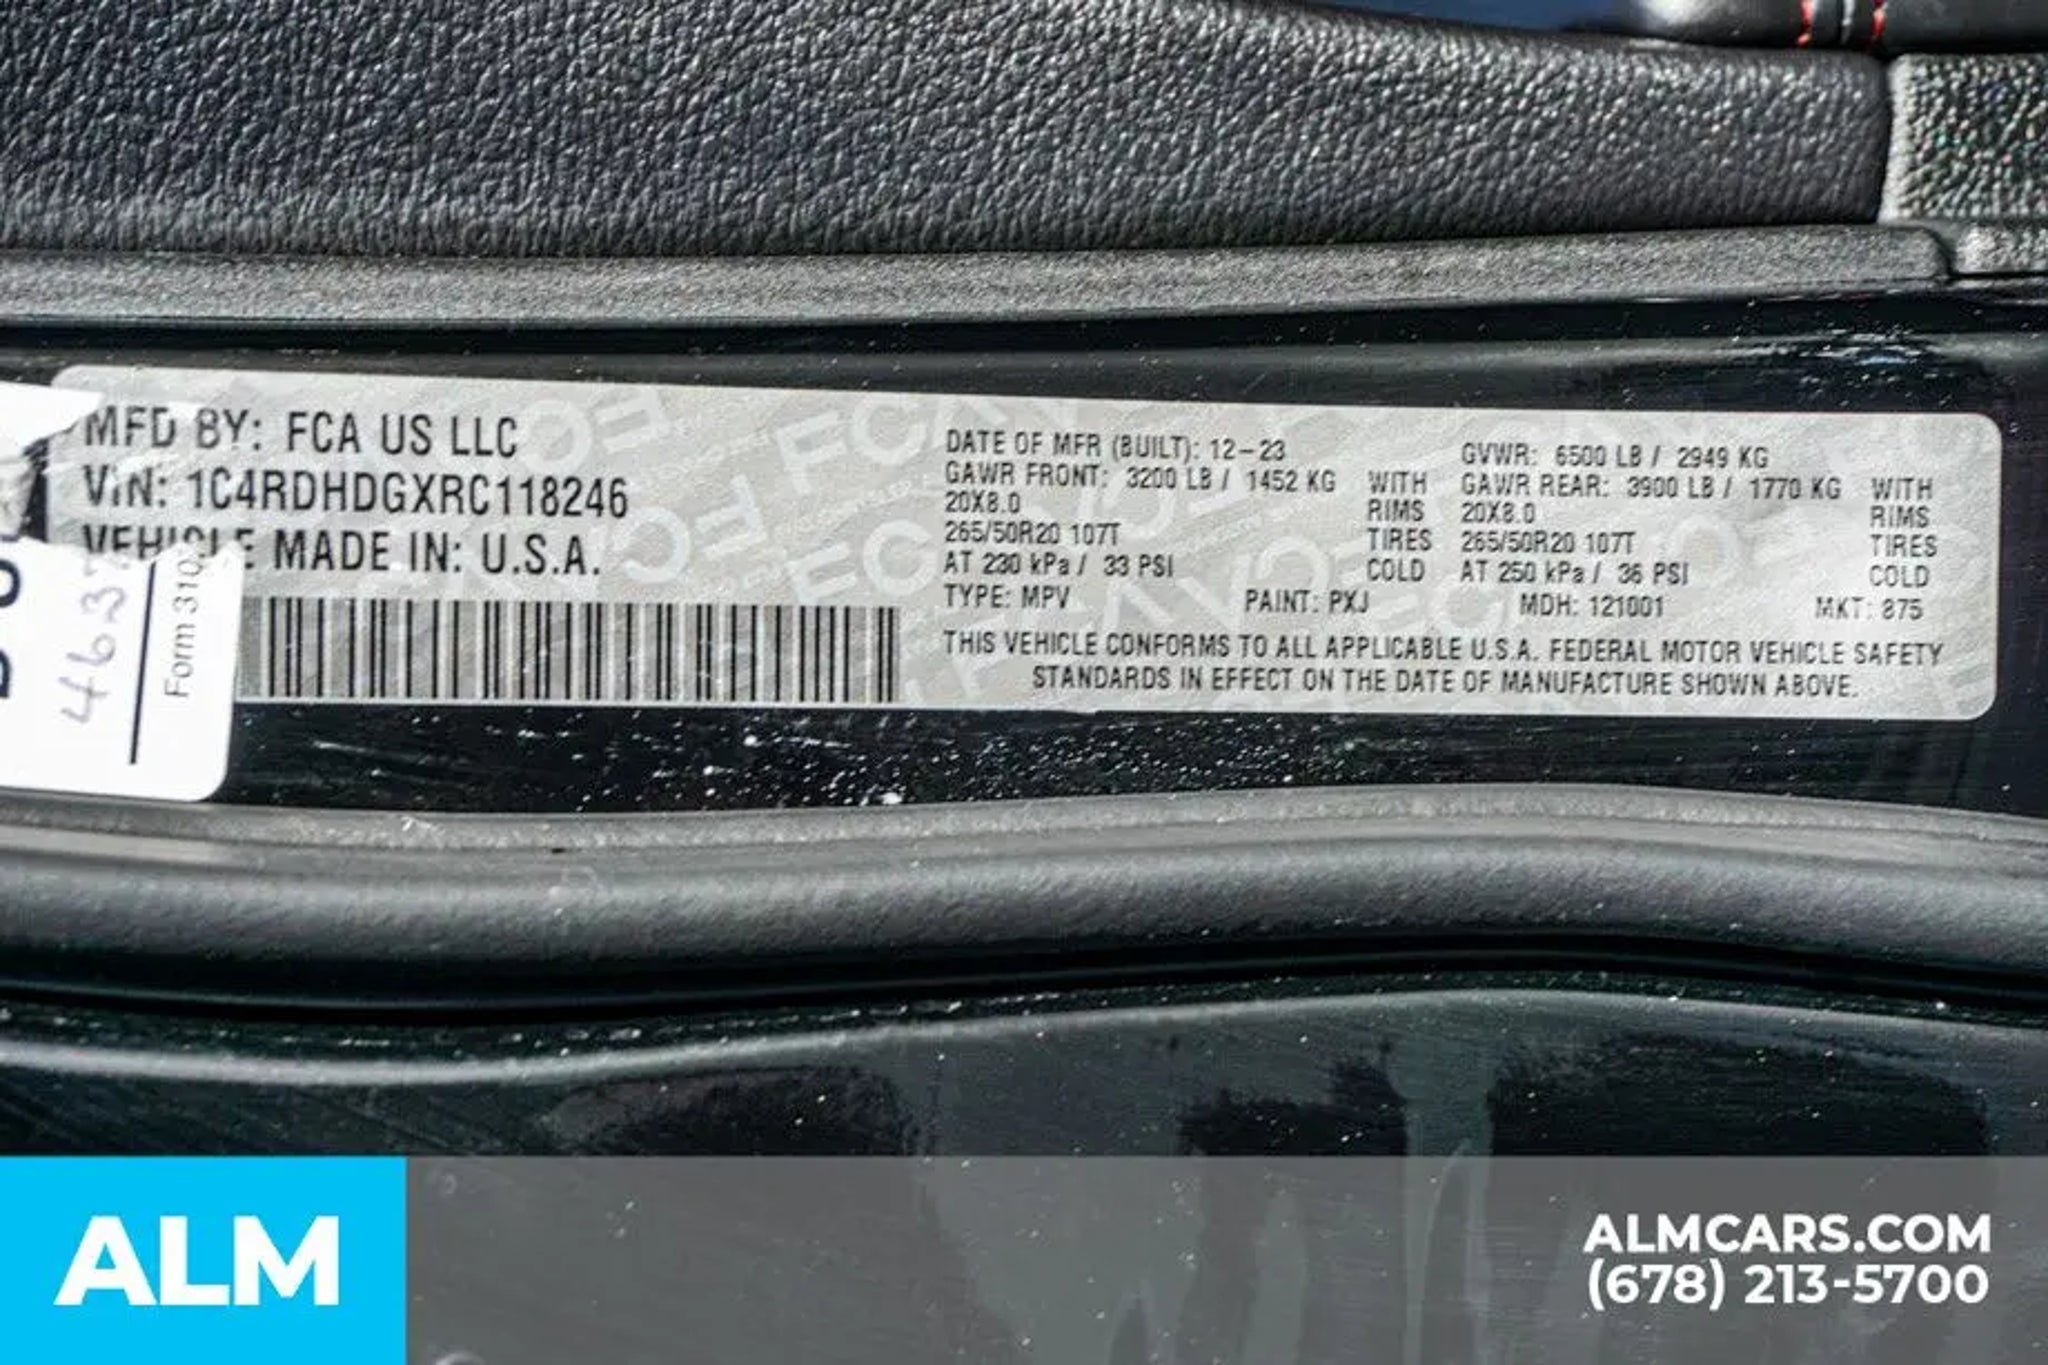 MFD BY: FCA US LLC
VIN: 1C4RDHDGXRC118246
VEHICLE MADE IN: U.S.A.
DATE OF MFR (BUILT): 12-23
GAWR FRONT: 3200 LB / 1452 KG WITH
20X8.0 RIMS
265/50R20 107T TIRES
AT 230 kPa / 33 PSI COLD
GVWR: 6500 LB / 2949 KG
GAWR REAR: 3900 LB / 1770 KG WITH
20X8.0 RIMS
265/50R20 107T TIRES
AT 250 kPa / 36 PSI COLD
TYPE: MPV PAINT: PXJ MDH: 121001 MKT: 875
THIS VEHICLE CONFORMS TO ALL APPLICABLE U.S.A. FEDERAL MOTOR VEHICLE SAFETY
STANDARDS IN EFFECT ON THE DATE OF MANUFACTURE SHOWN ABOVE.
4637
Form 310
ALM
ALMCARS.COM
(678) 213-5700